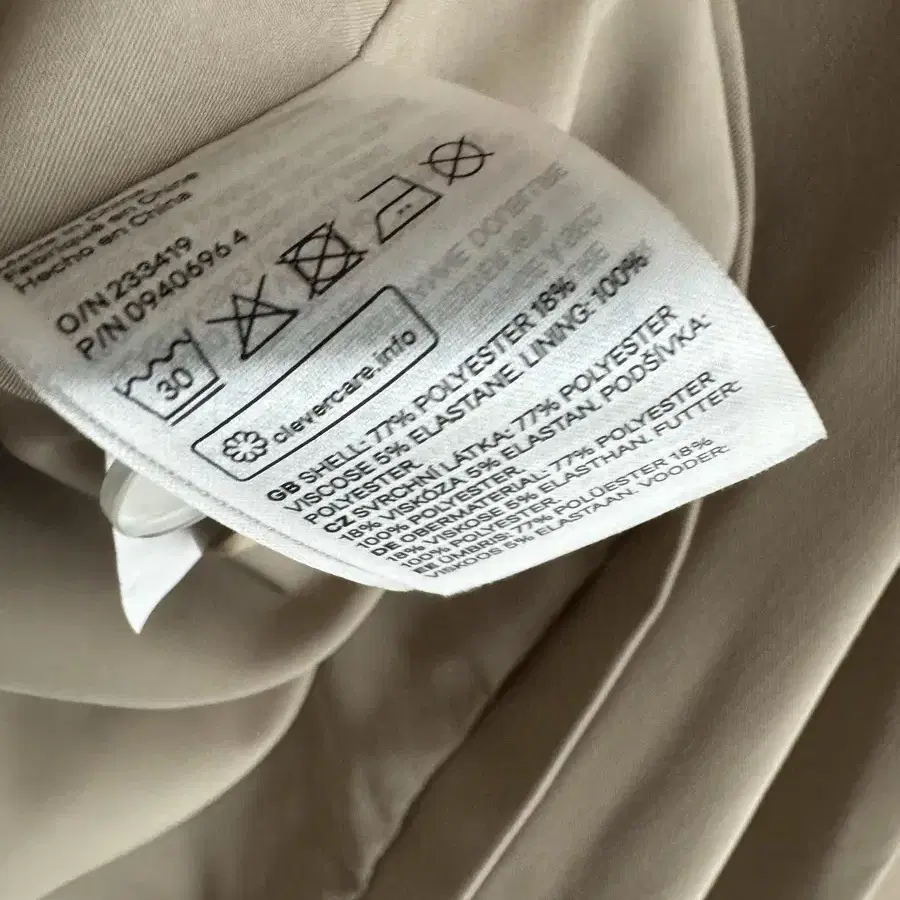 Made in China
Fabriqué en Chine
Hecho en China
O/N 233419
P/N 0940696 4
30
clevercare.info
GB SHELL: 77% POLYESTER 18%
VISCOSE 5% ELASTANE. LINING: 100%
POLYESTER.
CZ SVRCHNÍ LÁTKA: 77% POLYESTER
18% VISKÓZA 5% ELASTAN. PODŠÍVKA:
100% POLYESTER.
DE OBERMATERIAL: 77% POLYESTER
18% VISKOSE 5% ELASTHAN. FUTTER:
100% POLYESTER.
EE ÜMBRIS: 77% POLÜESTER 18%
VISKOOS 5% ELASTAAN. VOODER: